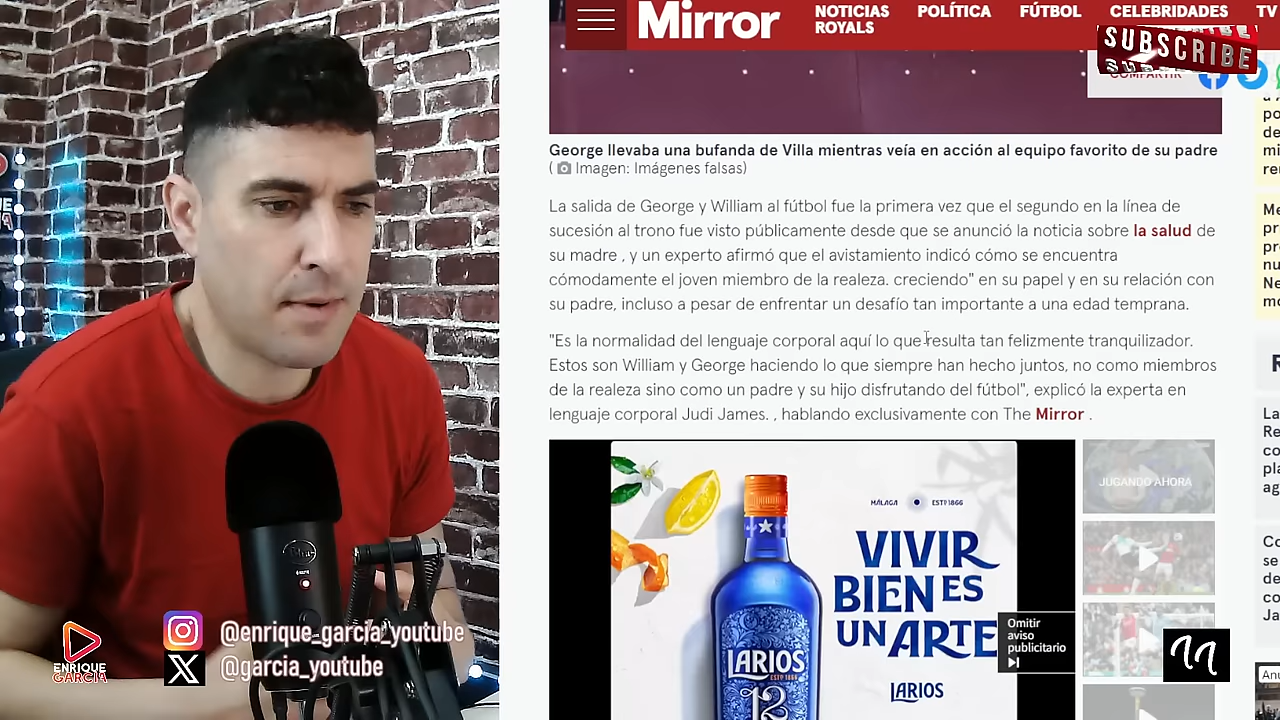 Mirror
NOTICIAS ROYALS
POLÍTICA
FÚTBOL
CELEBRIDADES
TV
SUBSCRIBE
COMPARTIR
George llevaba una bufanda de Villa mientras veía en acción al equipo favorito de su padre
( Imagen: Imágenes falsas)
La salida de George y William al fútbol fue la primera vez que el segundo en la línea de
sucesión al trono fue visto públicamente desde que se anunció la noticia sobre la salud de
su madre , y un experto afirmó que el avistamiento indicó cómo se encuentra
cómodamente el joven miembro de la realeza. creciendo" en su papel y en su relación con
su padre, incluso a pesar de enfrentar un desafío tan importante a una edad temprana.
"Es la normalidad del lenguaje corporal aquí lo que resulta tan felizmente tranquilizador.
Estos son William y George haciendo lo que siempre han hecho juntos, no como miembros
de la realeza sino como un padre y su hijo disfrutando del fútbol", explicó la experta en
lenguaje corporal Judi James. , hablando exclusivamente con The Mirror .
JUGANDO AHORA
MÁLAGA ESTD 1866
VIVIR
BIEN ES
UN ARTE
LARIOS
Omitir
aviso
publicitario
LARIOS
12
ENRIQUE
GARCIA
@enrique_garcia_youtube
@garcia_youtube